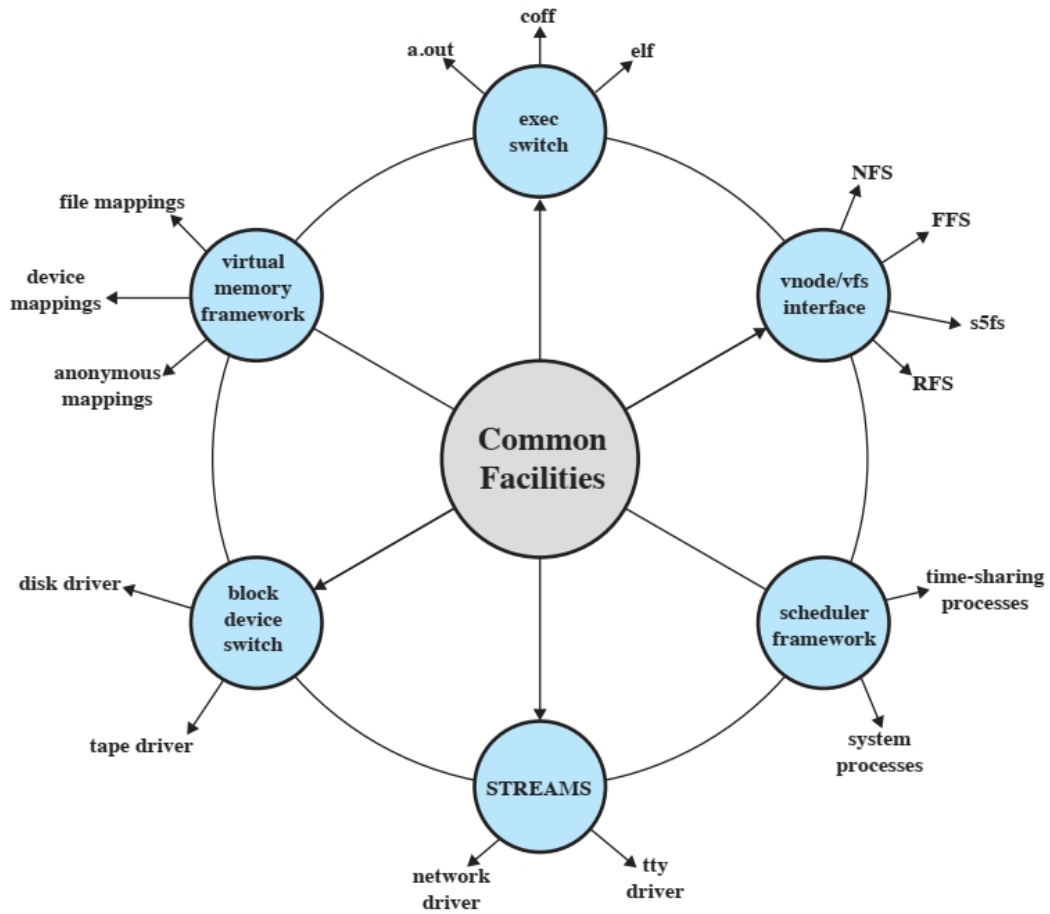 coff
a.out
elf
exec
switch
NFS
FFS
s5fs
RFS
vnode/vfs
interface
file mappings
device
mappings
anonymous
mappings
virtual
memory
framework
Common
Facilities
disk driver
tape driver
block
device
switch
time-sharing
processes
system
processes
scheduler
framework
STREAMS
network
driver
tty
driver